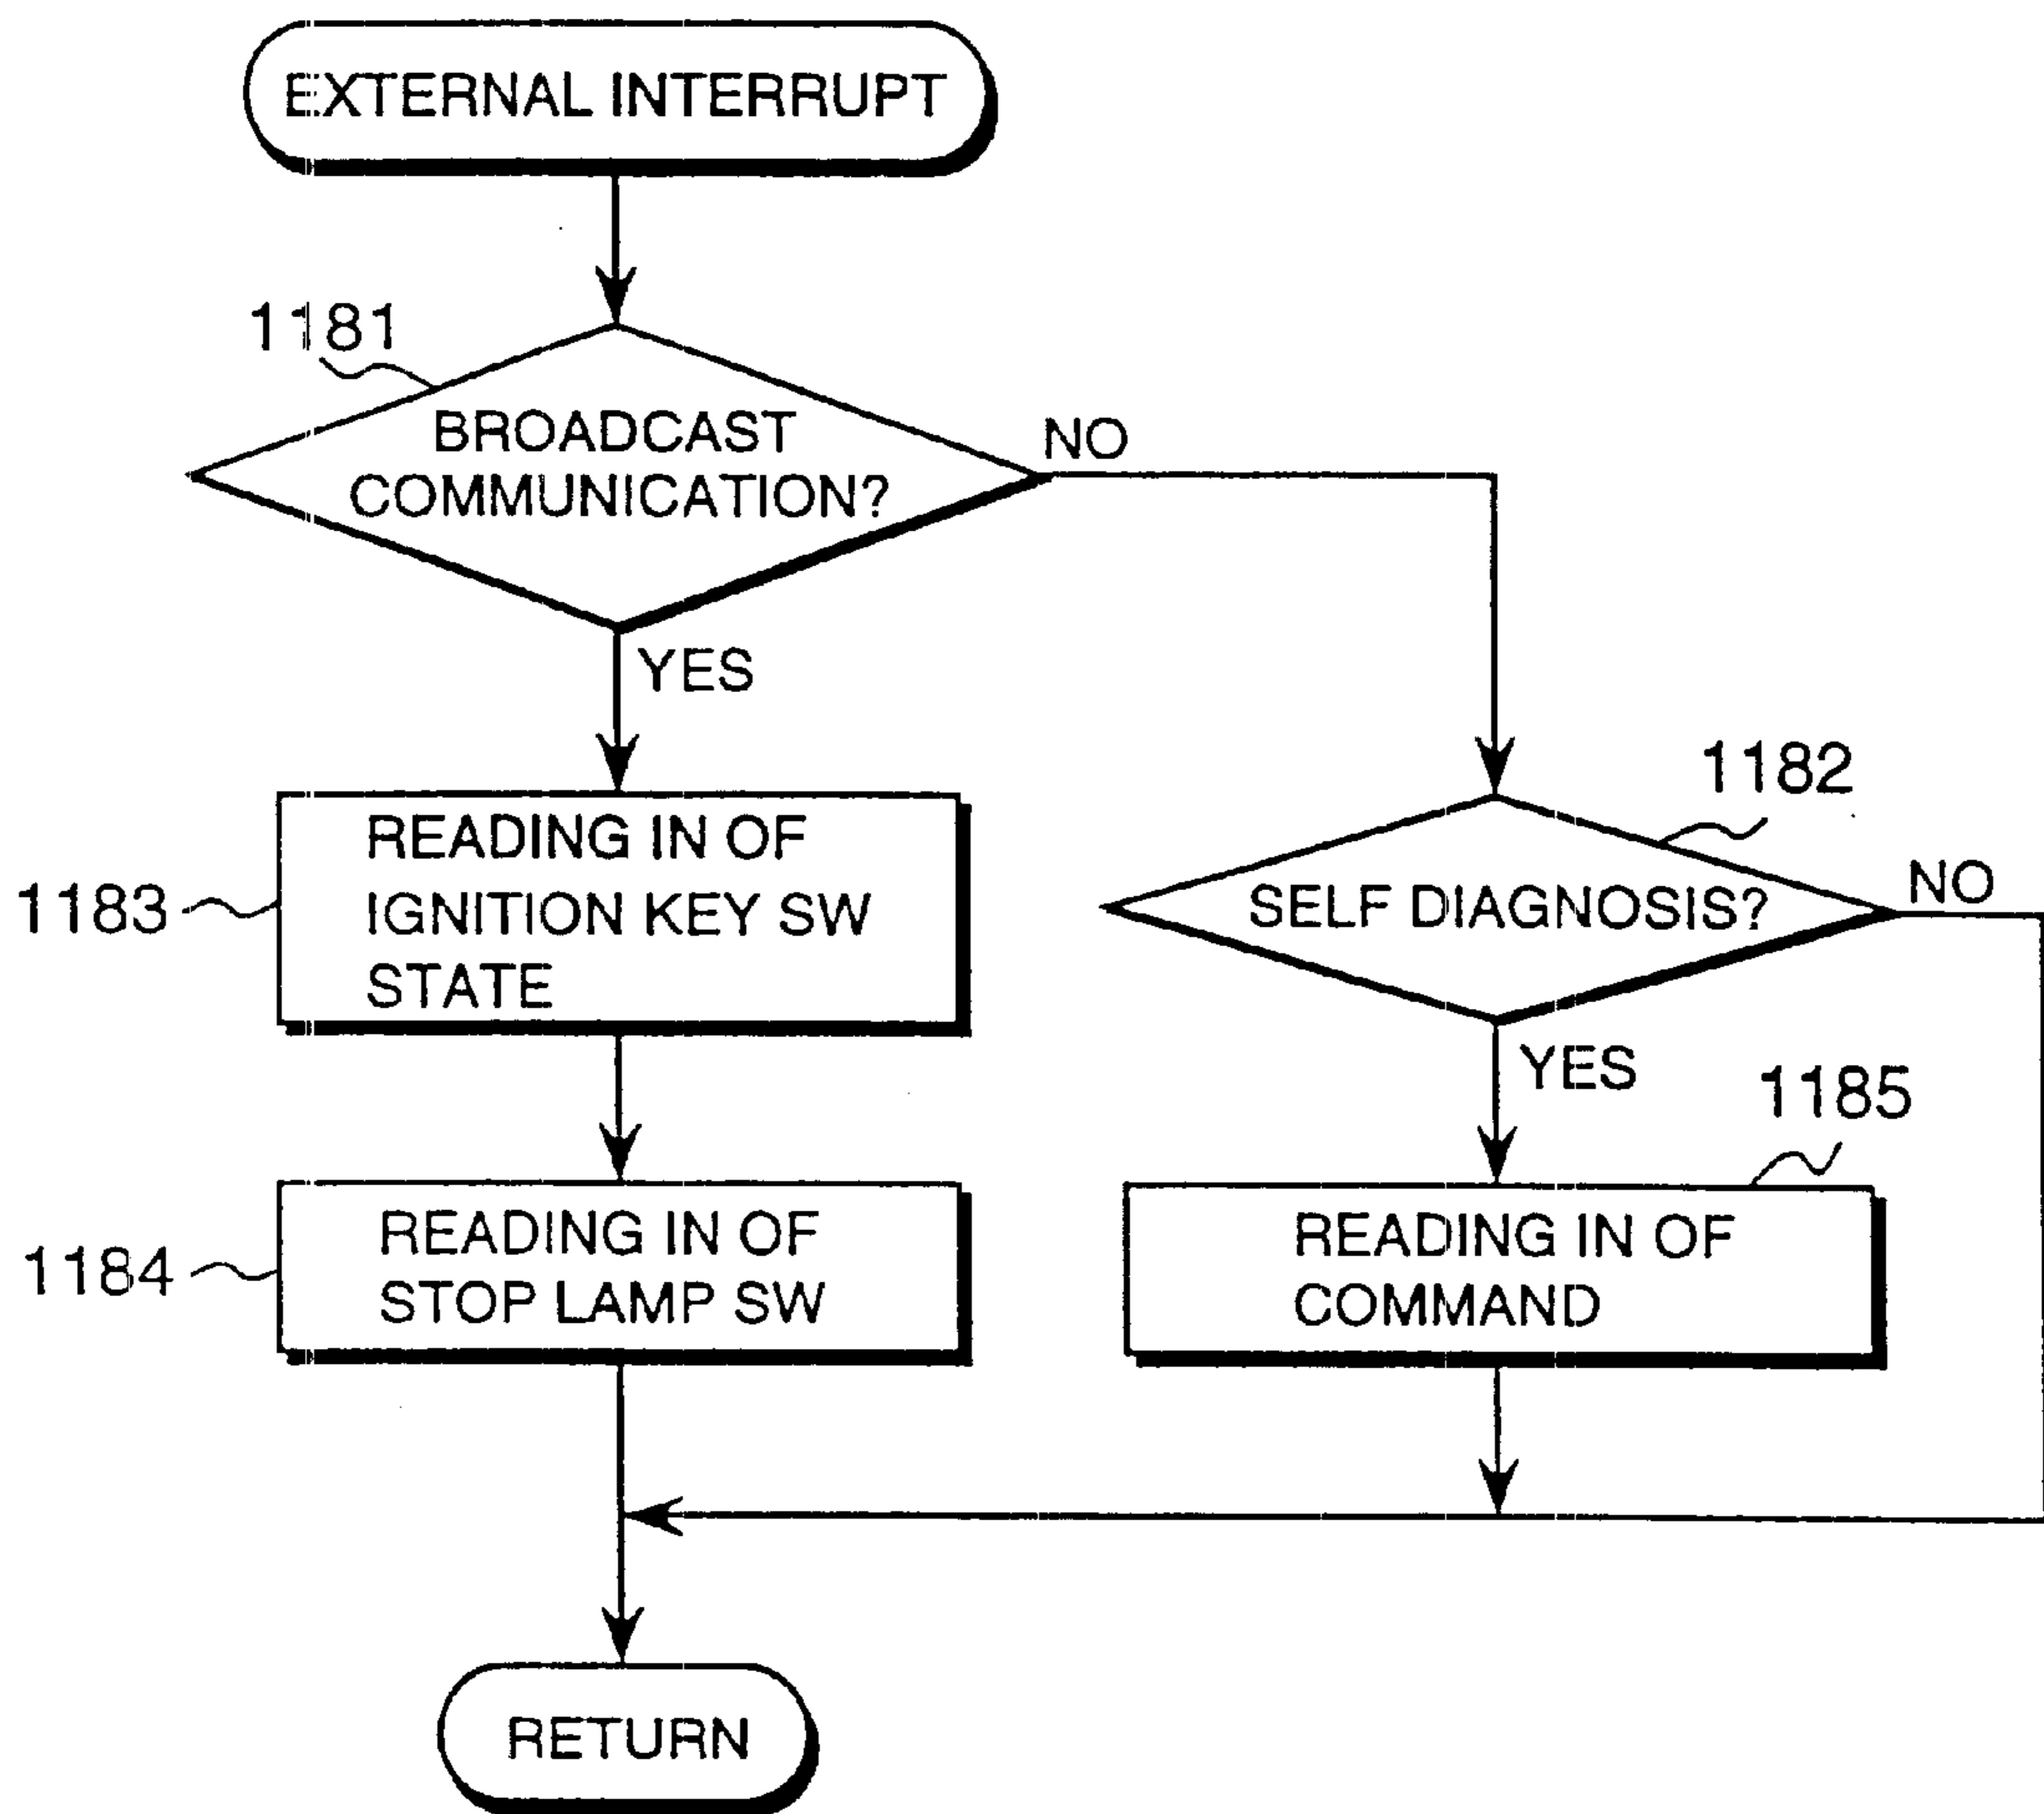 EXTERNAL INTERRUPT
1181
BROADCAST
COMMUNICATION?
NO
YES
1182
SELF DIAGNOSIS?
NO
YES
1183
READING IN OF
IGNITION KEY SW
STATE
1184
READING IN OF
STOP LAMP SW
1185
READING IN OF
COMMAND
RETURN